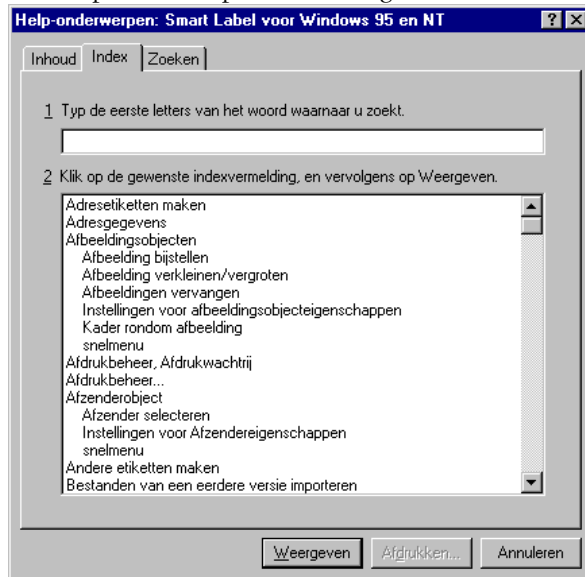 Help-onderwerpen: Smart Label voor Windows 95 en NT
Inhoud Index Zoeken
1 Typ de eerste letters van het woord waarnaar u zoekt.
2 Klik op de gewenste indexvermelding, en vervolgens op Weergeven.
Adresetiketten maken
Adresgegevens
Afbeeldingsobjecten
Afbeelding bijstellen
Afbeelding verkleinen/vergroten
Afbeeldingen vervangen
Instellingen voor afbeeldingsobjecteigenschappen
Kader rondom afbeelding
snelmenu
Afdrukbeheer, Afdrukwachtrij
Afdrukbeheer...
Afzenderobject
Afzender selecteren
Instellingen voor Afzendereigenschappen
snelmenu
Andere etiketten maken
Bestanden van een eerdere versie importeren
Weergeven Afdrukken... Annuleren